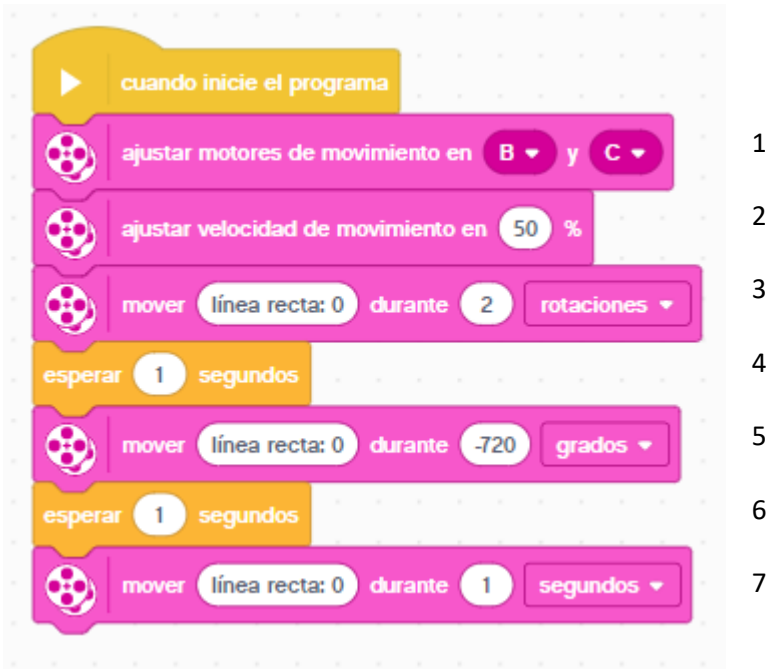 cuando inicie el programa
ajustar motores de movimiento en B y C 1
ajustar velocidad de movimiento en 50 % 2
mover línea recta: 0 durante 2 rotaciones 3
esperar 1 segundos 4
mover línea recta: 0 durante -720 grados 5
esperar 1 segundos 6
mover línea recta: 0 durante 1 segundos 7